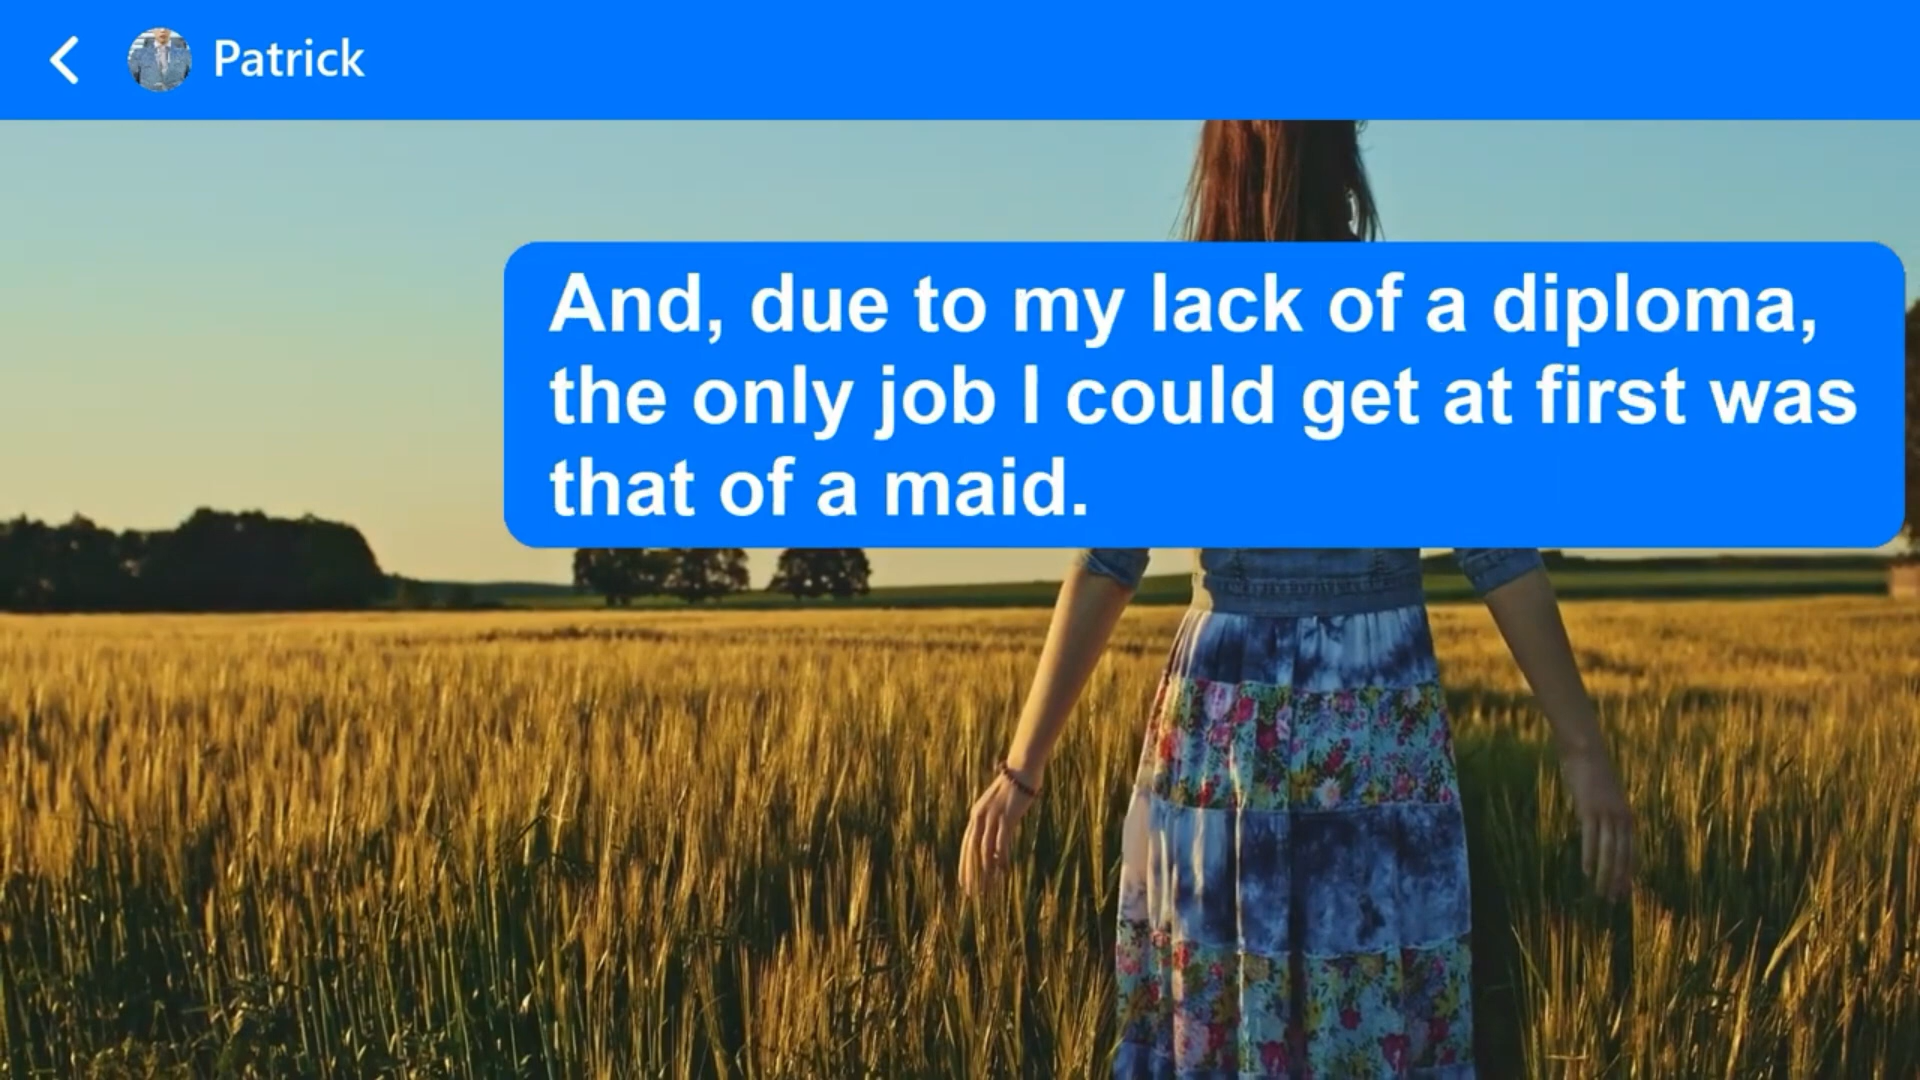 Patrick
And, due to my lack of a diploma,
the only job I could get at first was
that of a maid.